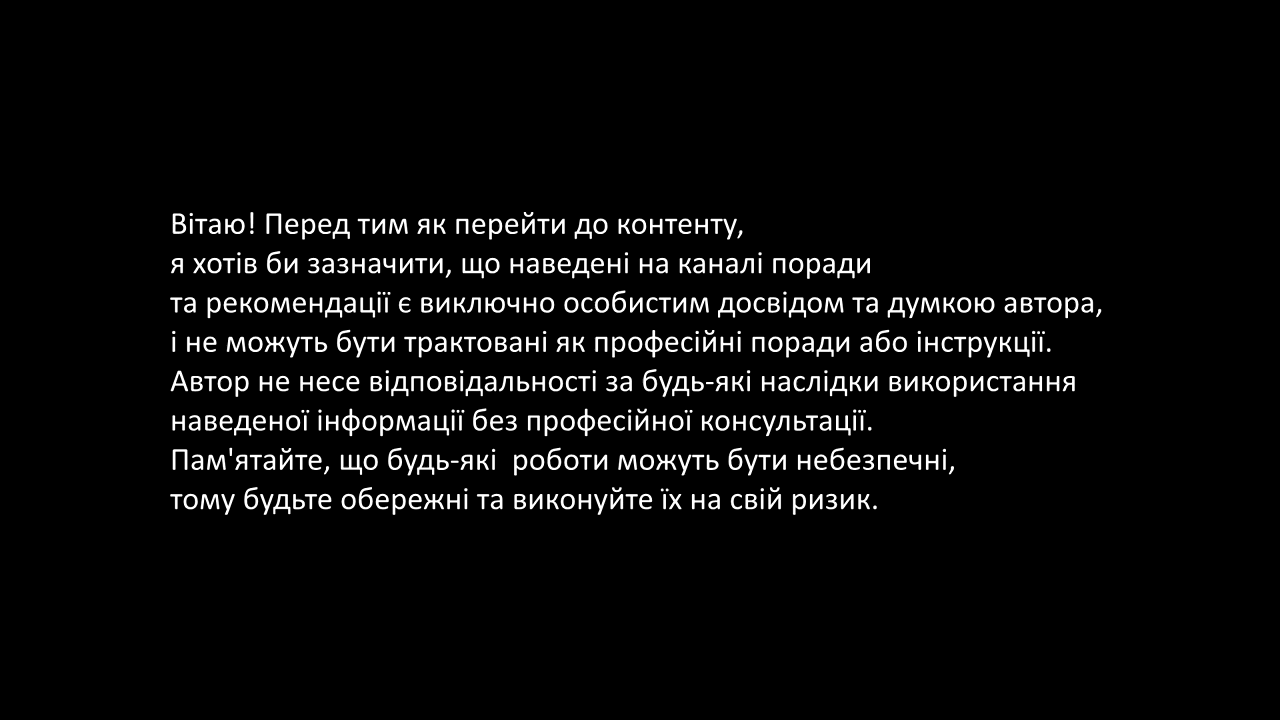 Вітаю! Перед тим як перейти до контенту,
я хотів би зазначити, що наведені на каналі поради
та рекомендації є виключно особистим досвідом та думкою автора,
і не можуть бути трактовані як професійні поради або інструкції.
Автор не несе відповідальності за будь-які наслідки використання
наведеної інформації без професійної консультації.
Пам'ятайте, що будь-які  роботи можуть бути небезпечні,
тому будьте обережні та виконуйте їх на свій ризик.